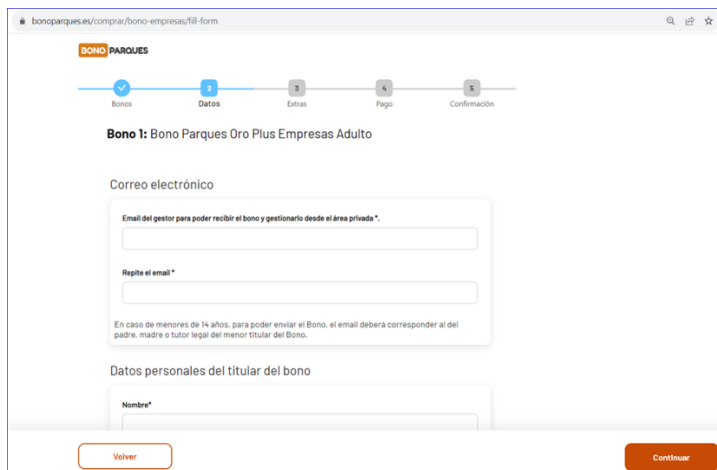 bonoparques.es/comprar/bono-empresas/fill-form
BONO PARQUES
2 3 4 5
Bonos Datos Extras Pago Confirmación
Bono 1: Bono Parques Oro Plus Empresas Adulto
Correo electrónico
Email del gestor para poder recibir el bono y gestionarlo desde el área privada *.
Repite el email *
En caso de menores de 14 años, para poder enviar el Bono, el email deberá corresponder al del
padre, madre o tutor legal del menor titular del Bono.
Datos personales del titular del bono
Nombre*
Volver Continuar